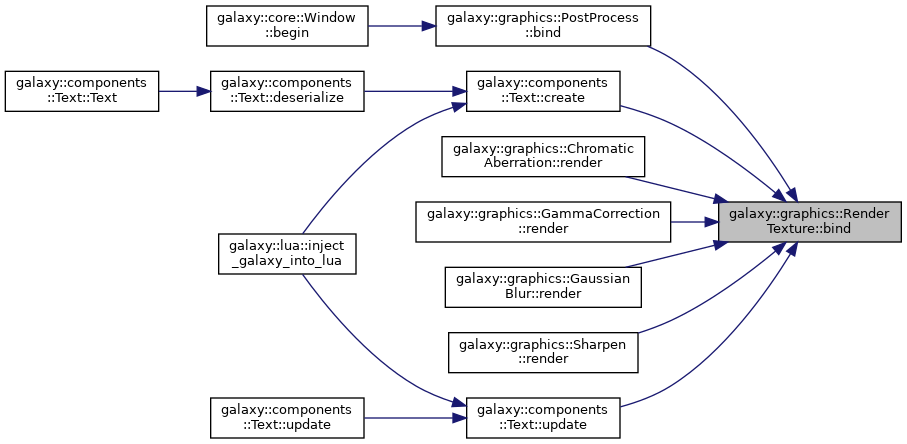 galaxy::core::Window
::begin
galaxy::graphics::PostProcess
::bind
galaxy::components
::Text::Text
galaxy::components
::Text::deserialize
galaxy::components
::Text::create
galaxy::graphics::Chromatic
Aberration::render
galaxy::graphics::GammaCorrection
::render
galaxy::graphics::Render
Texture::bind
galaxy::lua::inject
_galaxy_into_lua
galaxy::graphics::Gaussian
Blur::render
galaxy::graphics::Sharpen
::render
galaxy::components
::Text::update
galaxy::components
::Text::update